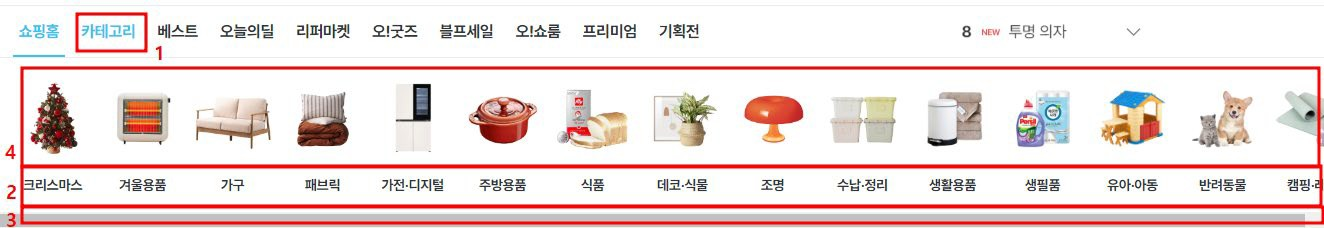 쇼핑홈 카테고리 베스트 오늘의딜 리퍼마켓 오!굿즈 블프세일 오!쇼룸 프리미엄 기획전 8 NEW 투명 의자
1
4
2 크리스마스 겨울용품 가구 패브릭 가전·디지털 주방용품 식품 데코·식물 조명 수납·정리 생활용품 생필품 유아·아동 반려동물 캠핑·레
3